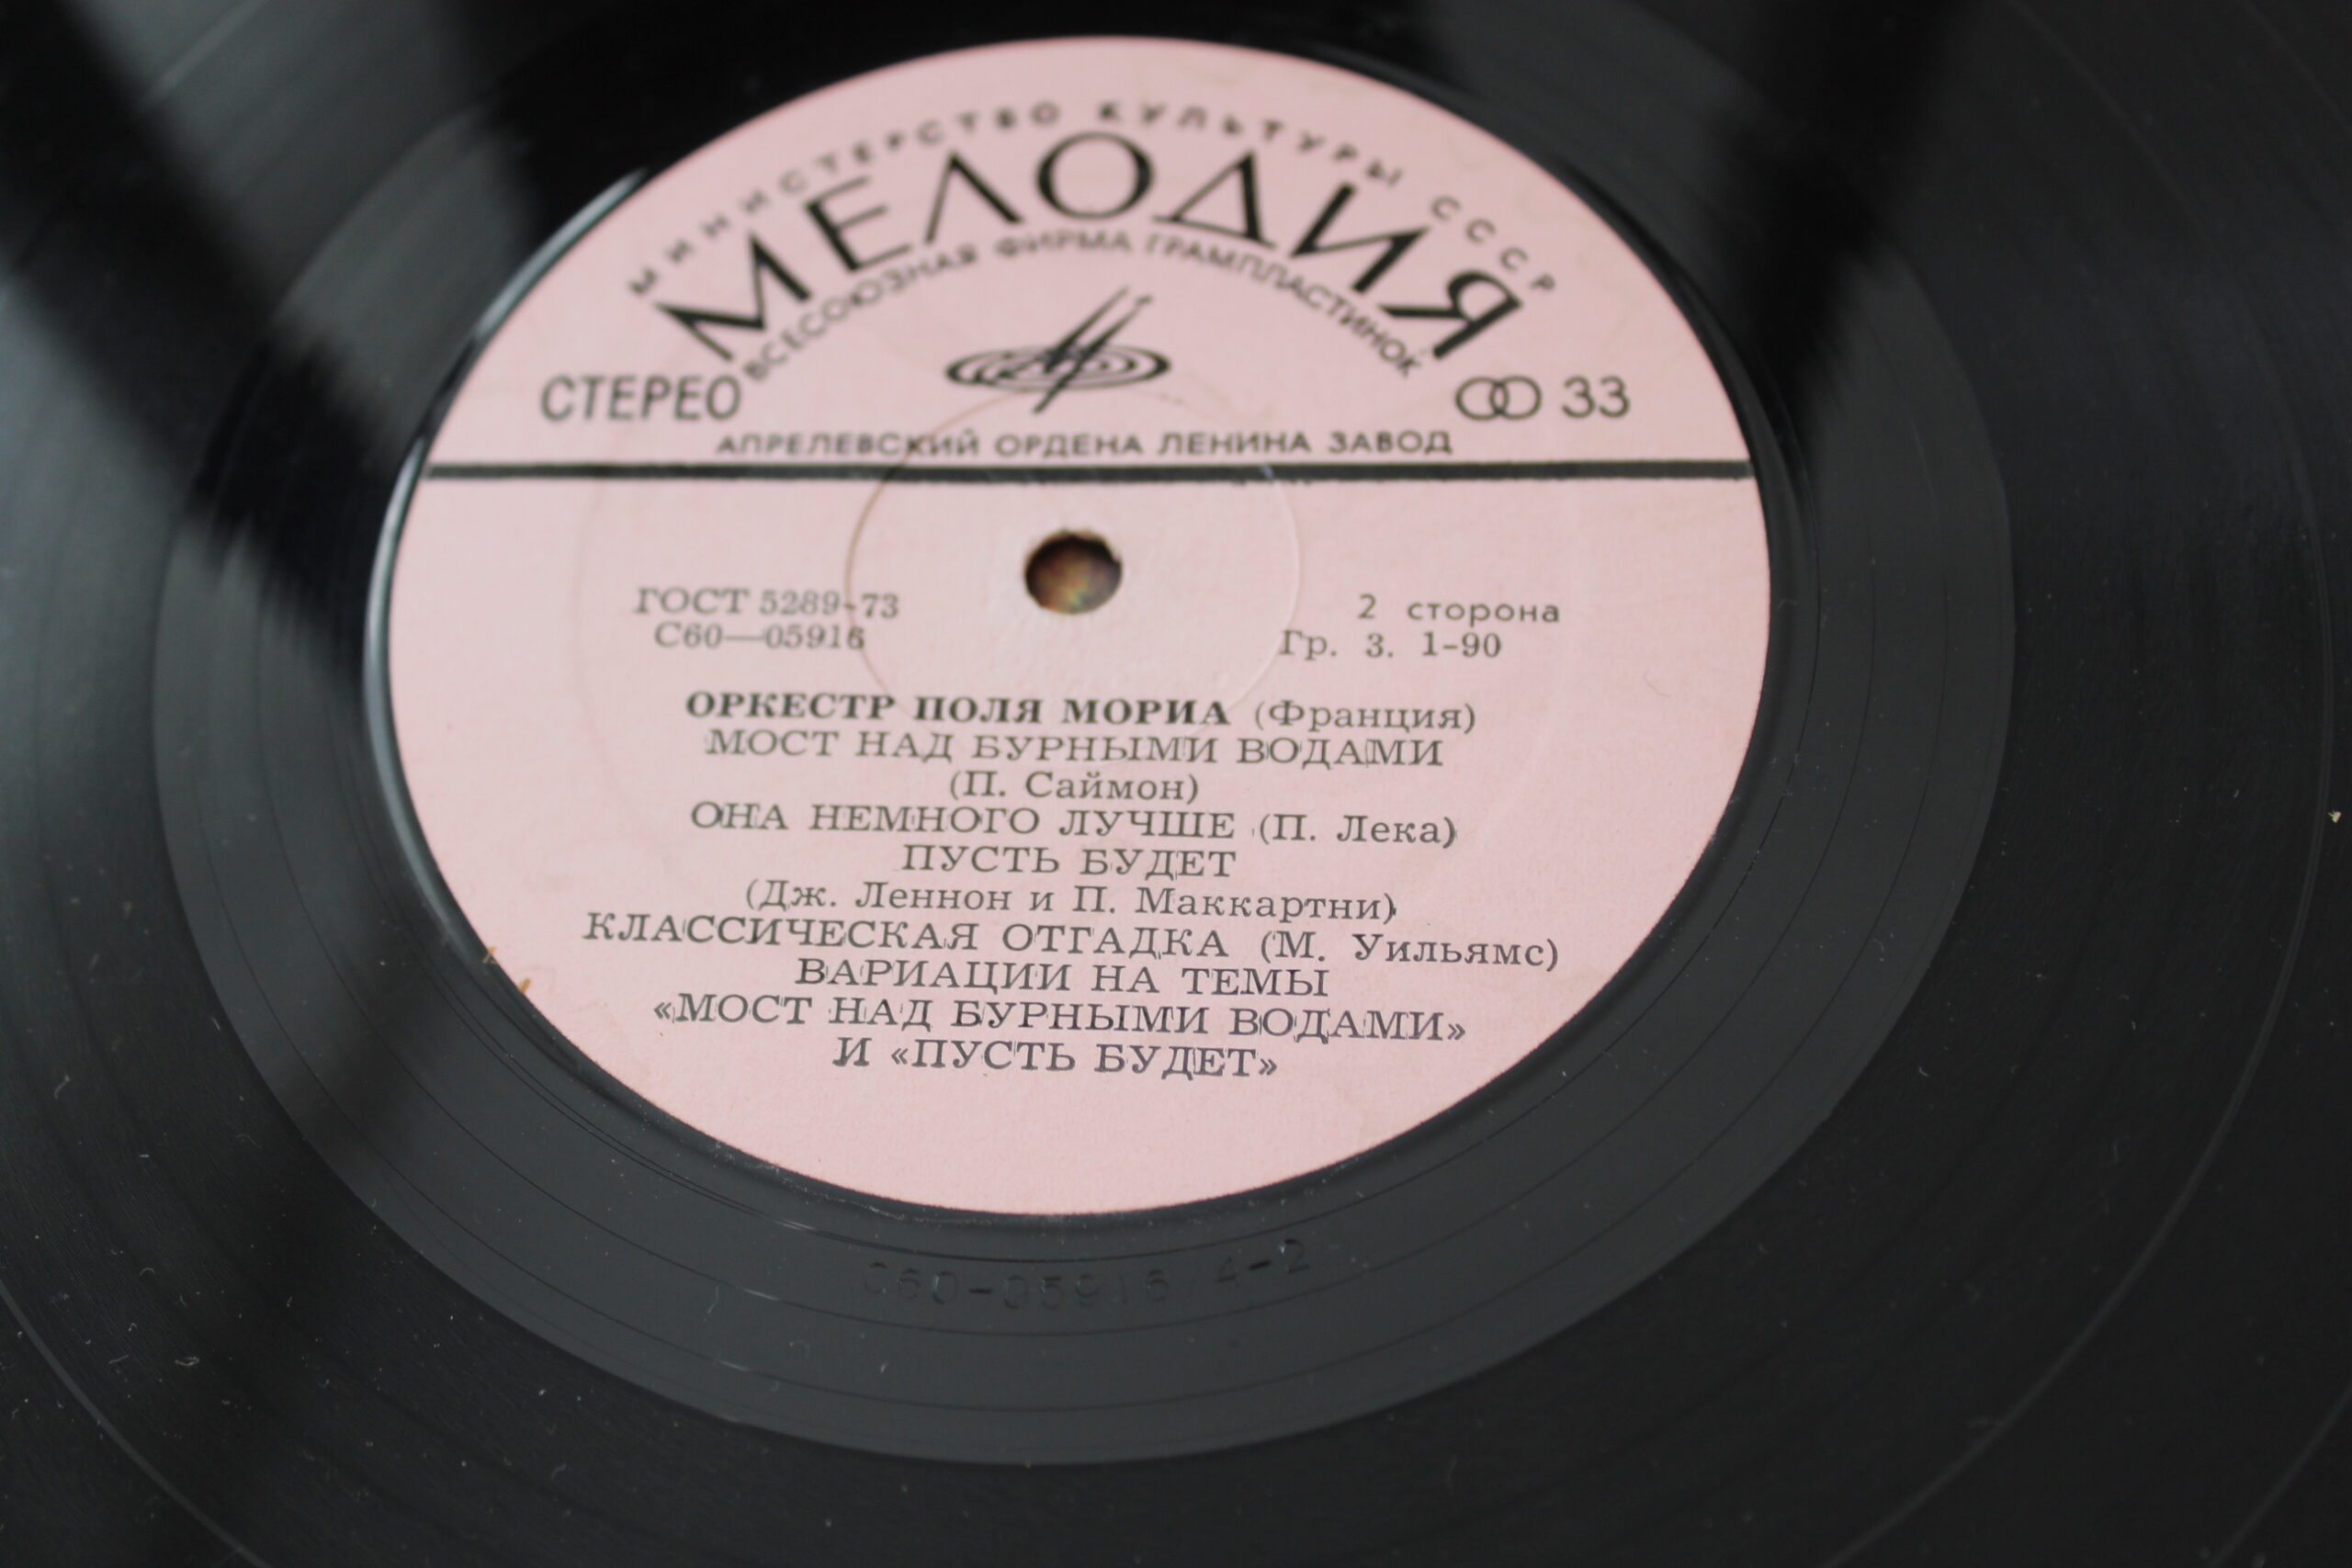 МИНИСТЕРСТВО КУЛЬТУРЫ СССР
МЕЛОДИЯ
ВСЕСОЮЗНАЯ ФИРМА ГРАМПЛАСТИНОК
СТЕРЕО
33
АПРЕЛЕВСКИЙ ОРДЕНА ЛЕНИНА ЗАВОД
ГОСТ 5289-73
2 сторона
С60—05916
Гр. 3. 1-90
ОРКЕСТР ПОЛЯ МОРИА (Франция)
МОСТ НАД БУРНЫМИ ВОДАМИ
(П. Саймон)
ОНА НЕМНОГО ЛУЧШЕ (П. Лека)
ПУСТЬ БУДЕТ
(Дж. Леннон и П. Маккартни)
КЛАССИЧЕСКАЯ ОТГАДКА (М. Уильямс)
ВАРИАЦИИ НА ТЕМЫ
«МОСТ НАД БУРНЫМИ ВОДАМИ»
И «ПУСТЬ БУДЕТ»
С60-05916